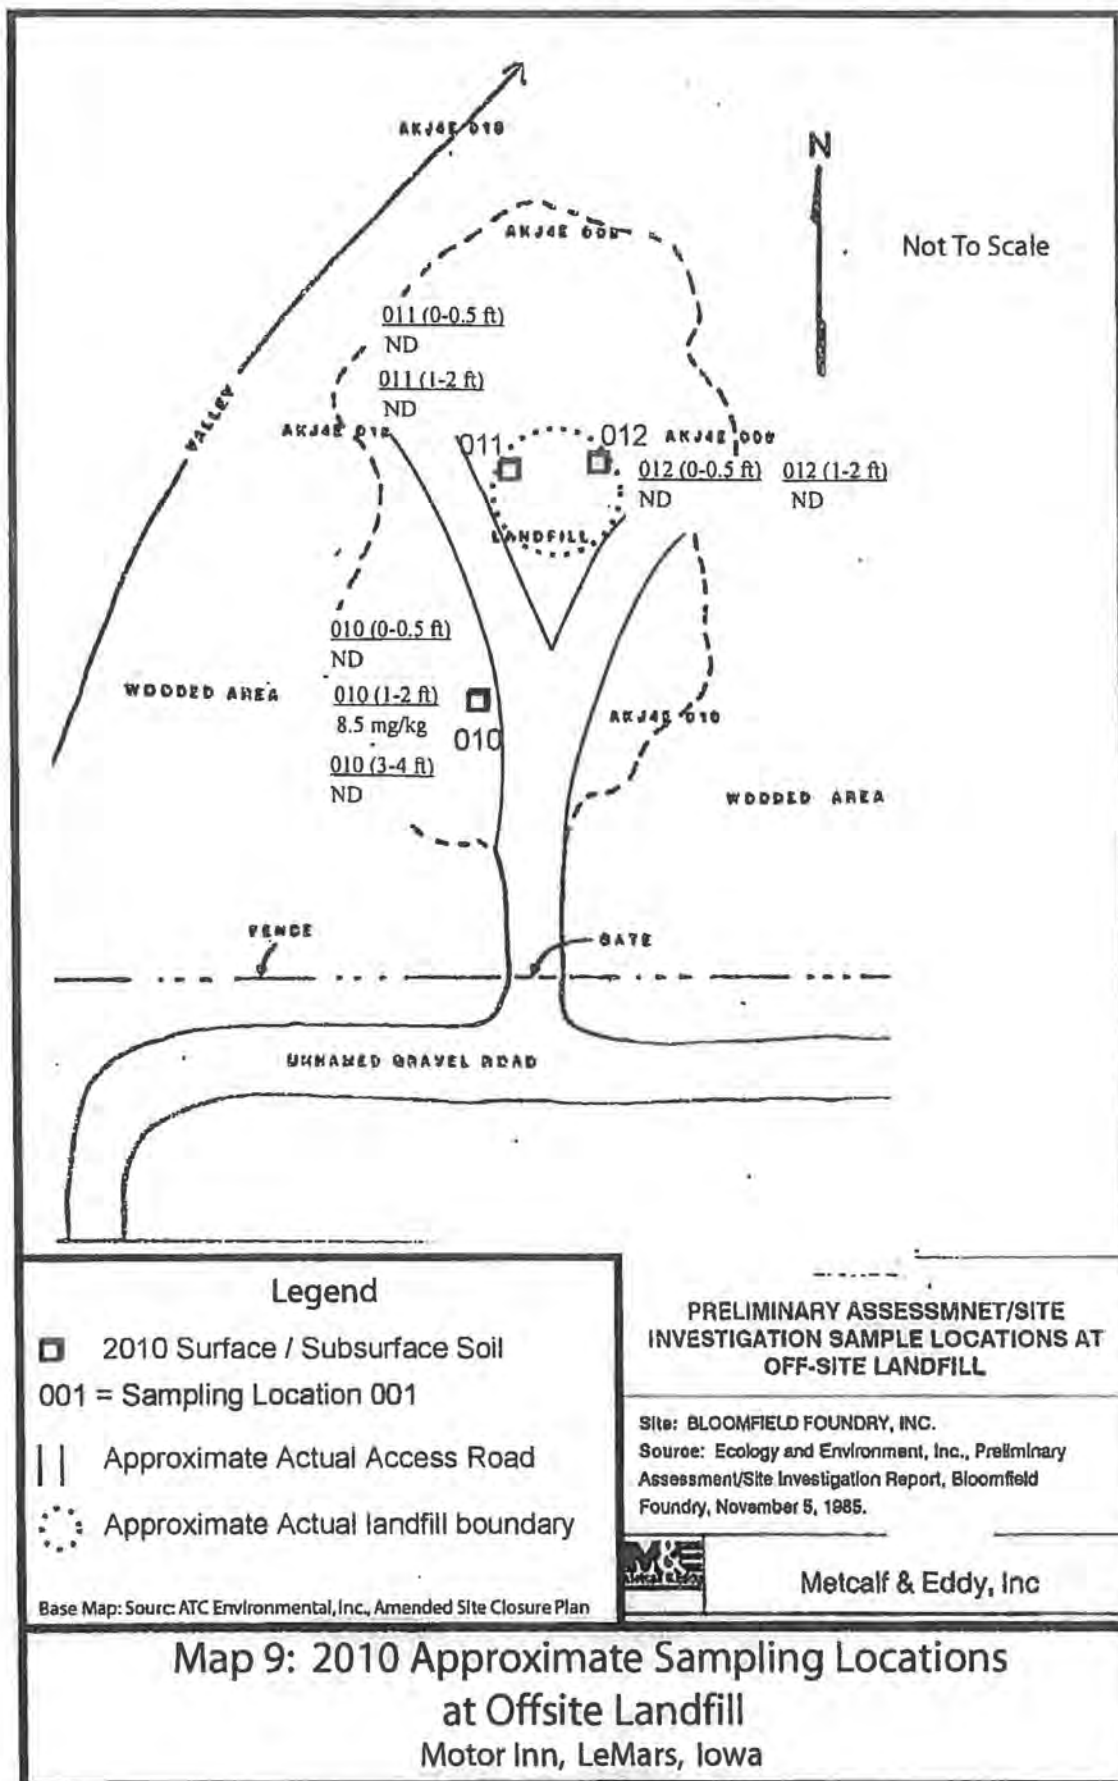 AKJ4E 018
N
AKJ4E 008
Not To Scale
011 (0-0.5 ft)
ND
011 (1-2 ft)
ND
VALLEY
AKJ4E 012
011
012
AKJ4E 009
012 (0-0.5 ft) 012 (1-2 ft)
ND ND
LANDFILL
010 (0-0.5 ft)
ND
WOODED AREA
010 (1-2 ft)
8.5 mg/kg
010
010 (3-4 ft)
ND
AKJ4E 010
WOODED AREA
FENCE
GATE
UNNAMED GRAVEL ROAD
Legend
2010 Surface / Subsurface Soil
001 = Sampling Location 001
Approximate Actual Access Road
Approximate Actual landfill boundary
Base Map: Sourc: ATC Environmental, Inc., Amended Site Closure Plan
PRELIMINARY ASSESSMNET/SITE
INVESTIGATION SAMPLE LOCATIONS AT
OFF-SITE LANDFILL
Site: BLOOMFIELD FOUNDRY, INC.
Source: Ecology and Environment, Inc., Preliminary
Assessment/Site Investigation Report, Bloomfield
Foundry, November 5, 1985.
M&E
Metcalf & Eddy
Metcalf & Eddy, Inc
Map 9: 2010 Approximate Sampling Locations
at Offsite Landfill
Motor Inn, LeMars, Iowa